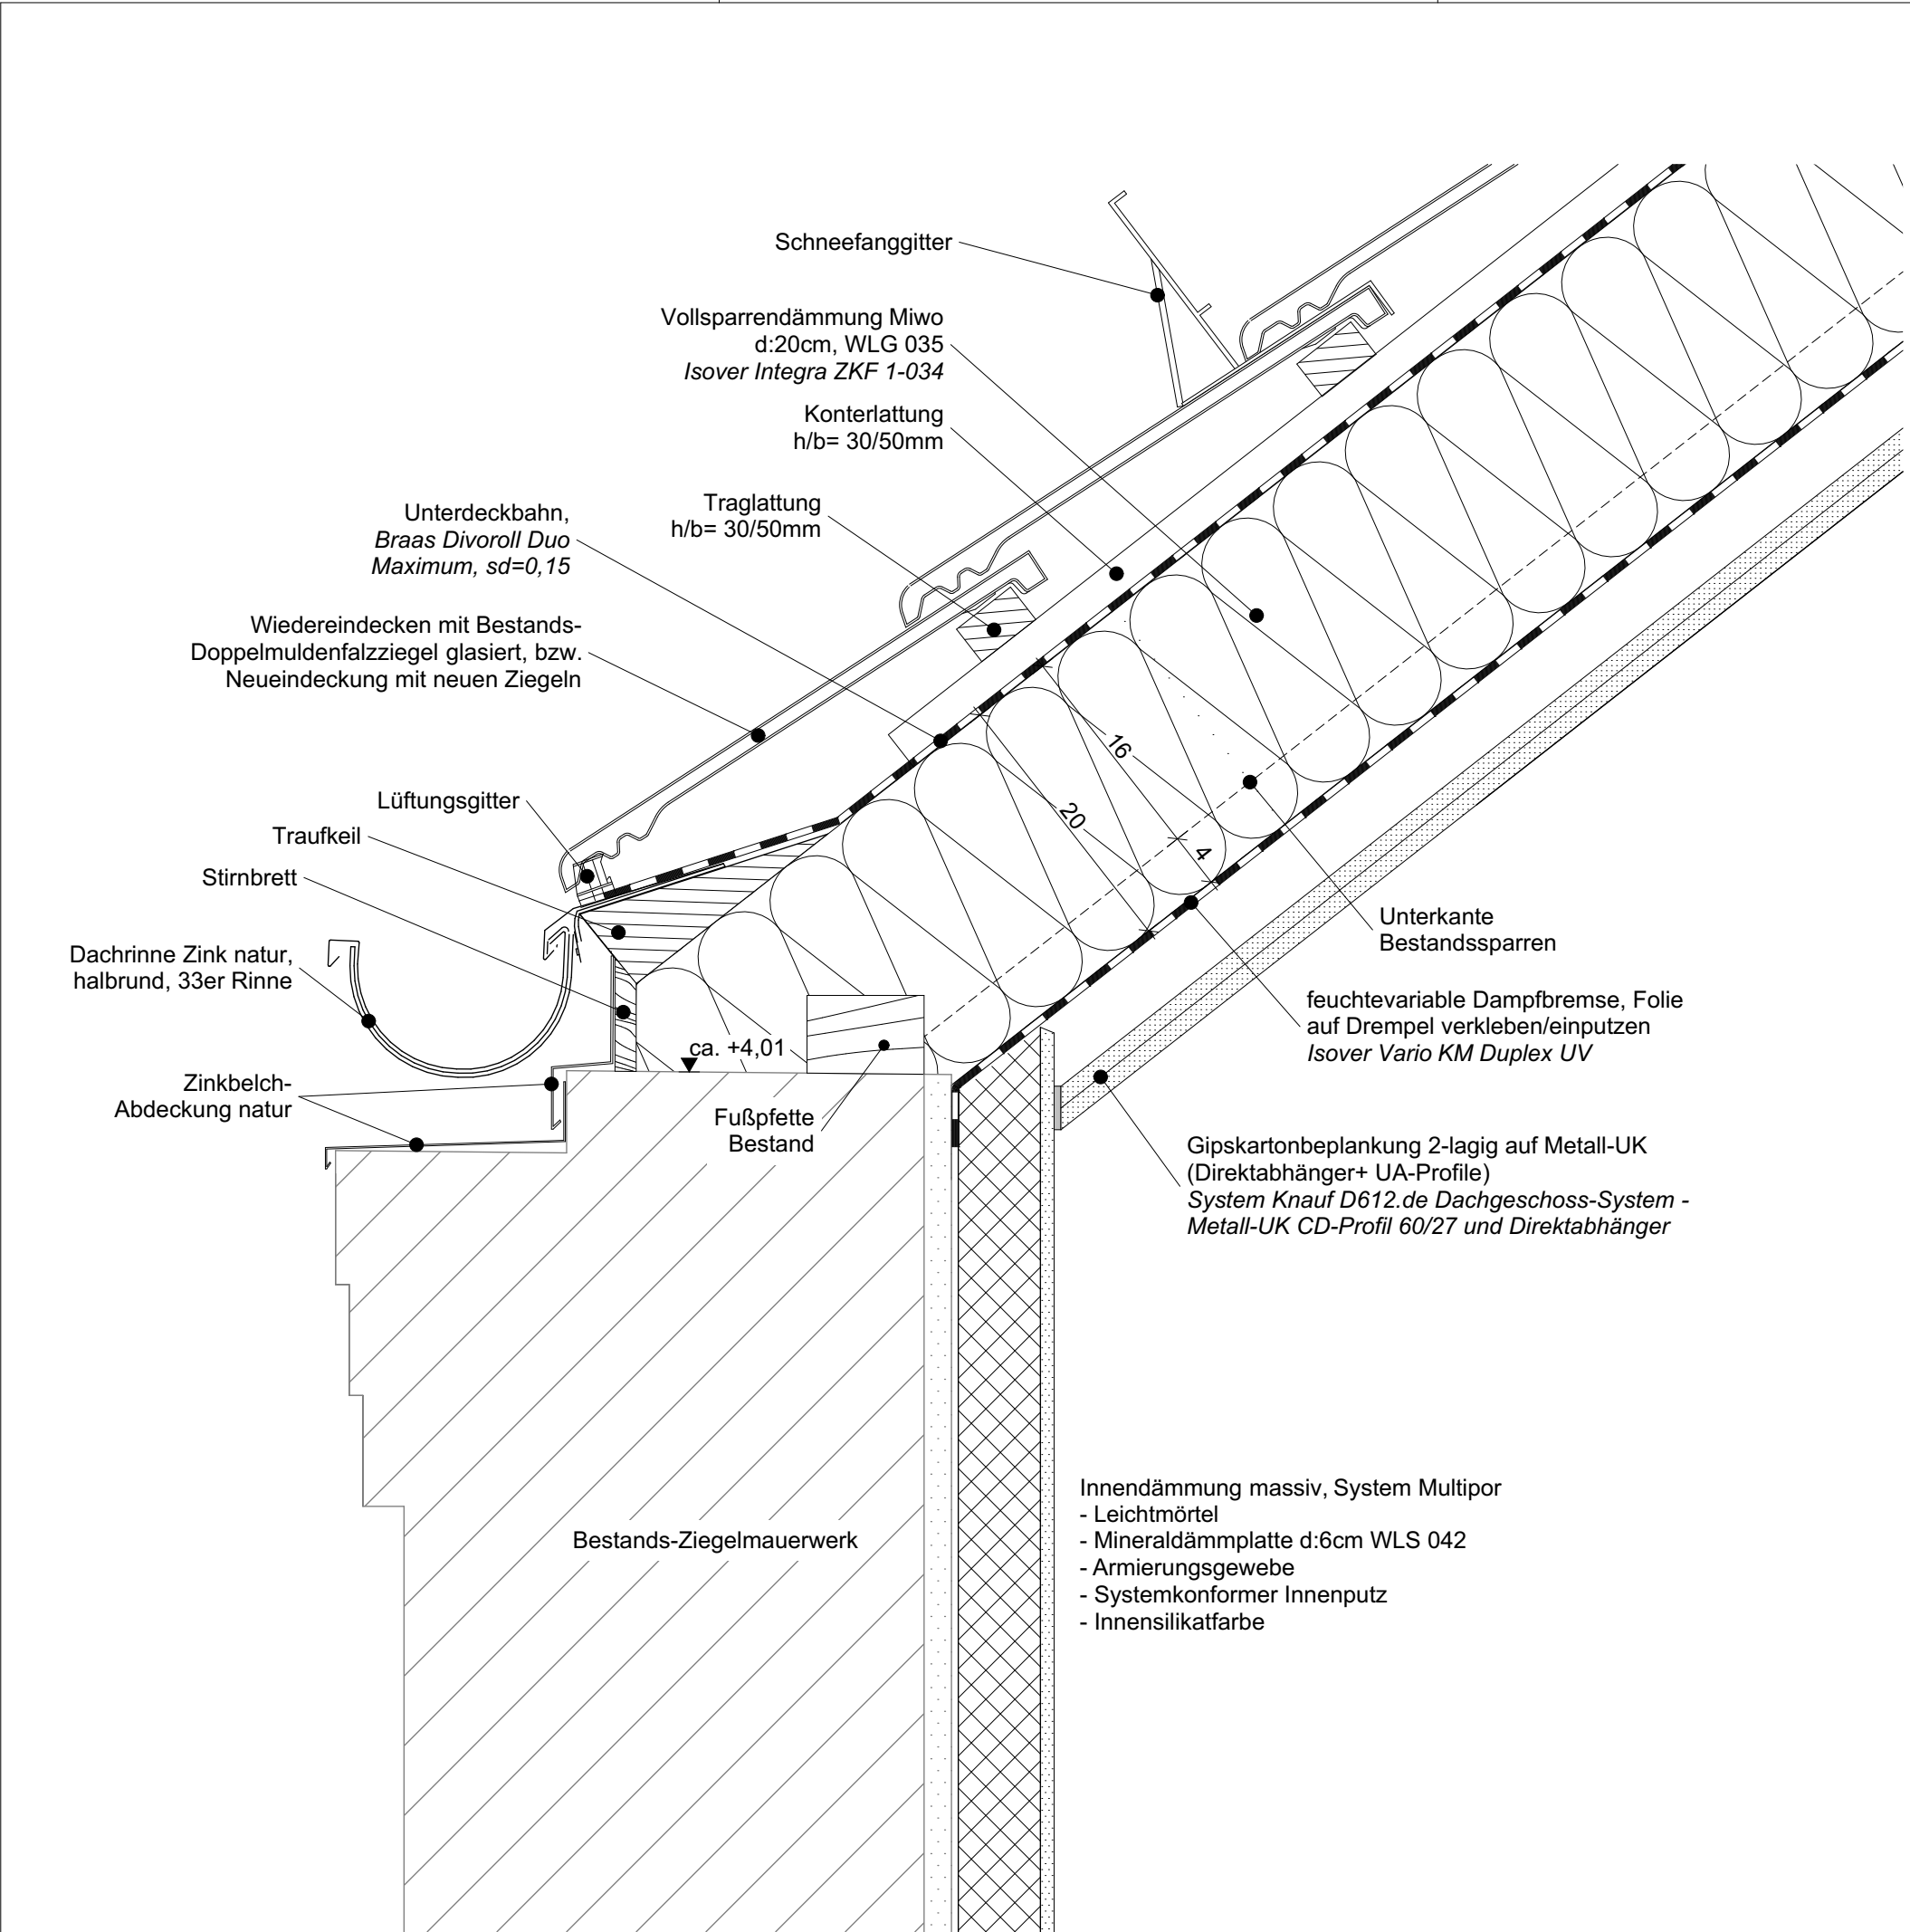 Schneefanggitter
Vollsparrendämmung Miwo
d:20cm, WLG 035
Isover Integra ZKF 1-034
Konterlattung
h/b= 30/50mm
Traglattung
h/b= 30/50mm
Unterdeckbahn,
Braas Divoroll Duo
Maximum, sd=0,15
Wiedereindecken mit Bestands-
Doppelmuldenfalzziegel glasiert, bzw.
Neueindeckung mit neuen Ziegeln
16
20
4
Lüftungsgitter
Traufkeil
Stirnbrett
Dachrinne Zink natur,
halbrund, 33er Rinne
Zinkbelch-
Abdeckung natur
ca. +4,01
Fußpfette
Bestand
Unterkante
Bestandssparren
feuchtevariable Dampfbremse, Folie
auf Drempel verkleben/einputzen
Isover Vario KM Duplex UV
Gipskartonbeplankung 2-lagig auf Metall-UK
(Direktabhänger+ UA-Profile)
System Knauf D612.de Dachgeschoss-System -
Metall-UK CD-Profil 60/27 und Direktabhänger
Bestands-Ziegelmauerwerk
Innendämmung massiv, System Multipor
- Leichtmörtel
- Mineraldämmplatte d:6cm WLS 042
- Armierungsgewebe
- Systemkonformer Innenputz
- Innensilikatfarbe